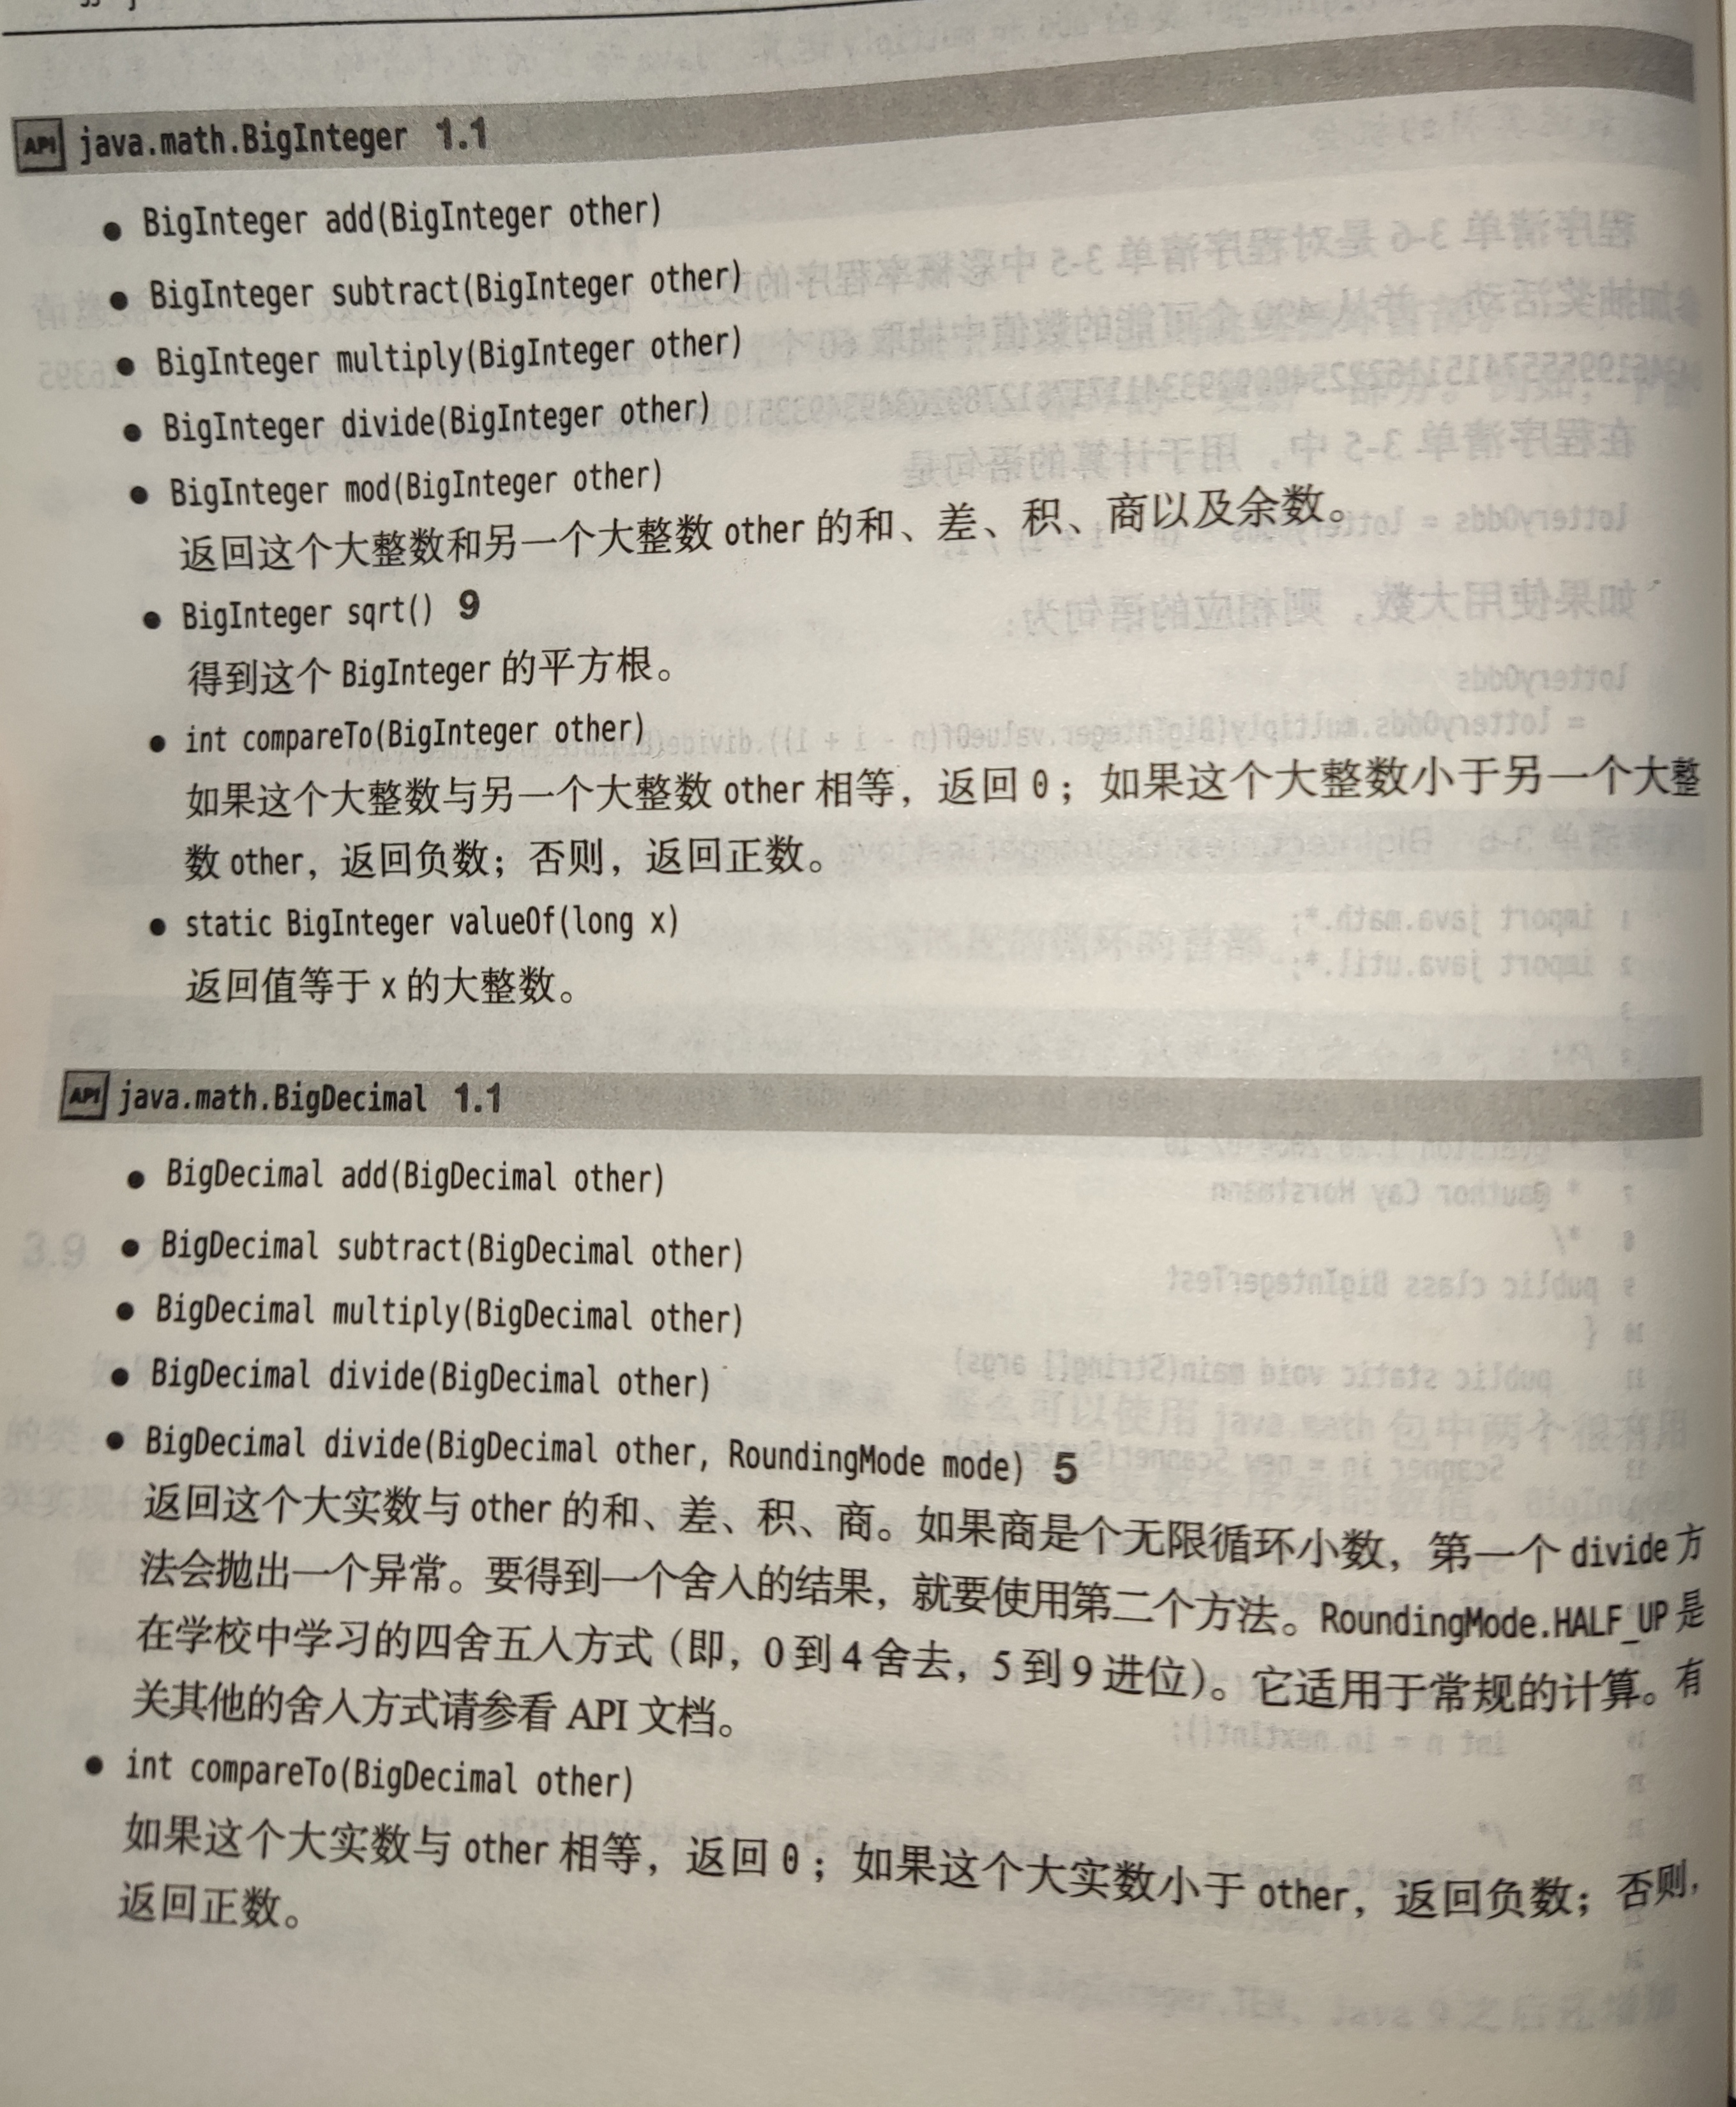 API java.math.BigInteger 1.1
● BigInteger add(BigInteger other)
● BigInteger subtract(BigInteger other)
● BigInteger multiply(BigInteger other)
● BigInteger divide(BigInteger other)
● BigInteger mod(BigInteger other)
返回这个大整数和另一个大整数 other 的和、差、积、商以及余数。
● BigInteger sqrt() 9
得到这个 BigInteger 的平方根。
● int compareTo(BigInteger other)
如果这个大整数与另一个大整数 other 相等，返回 0；如果这个大整数小于另一个大整
数 other，返回负数；否则，返回正数。
● static BigInteger valueOf(long x)
返回值等于 x 的大整数。
API java.math.BigDecimal 1.1
● BigDecimal add(BigDecimal other)
● BigDecimal subtract(BigDecimal other)
● BigDecimal multiply(BigDecimal other)
● BigDecimal divide(BigDecimal other)
● BigDecimal divide(BigDecimal other, RoundingMode mode) 5
返回这个大实数与 other 的和、差、积、商。如果商是个无限循环小数，第一个 divide 方
法会抛出一个异常。要得到一个舍入的结果，就要使用第二个方法。RoundingMode.HALF_UP 是
在学校中学习的四舍五入方式（即，0 到 4 舍去，5 到 9 进位）。它适用于常规的计算。有
关其他的舍入方式请参看 API 文档。
● int compareTo(BigDecimal other)
如果这个大实数与 other 相等，返回 0；如果这个大实数小于 other，返回负数；否则，
返回正数。